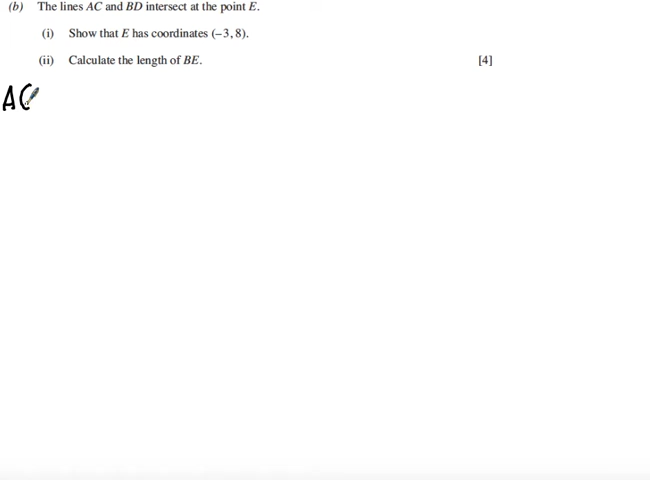 (b) The lines AC and BD intersect at the point E.
(i) Show that E has coordinates (−3, 8).
(ii) Calculate the length of BE. [4]
AC